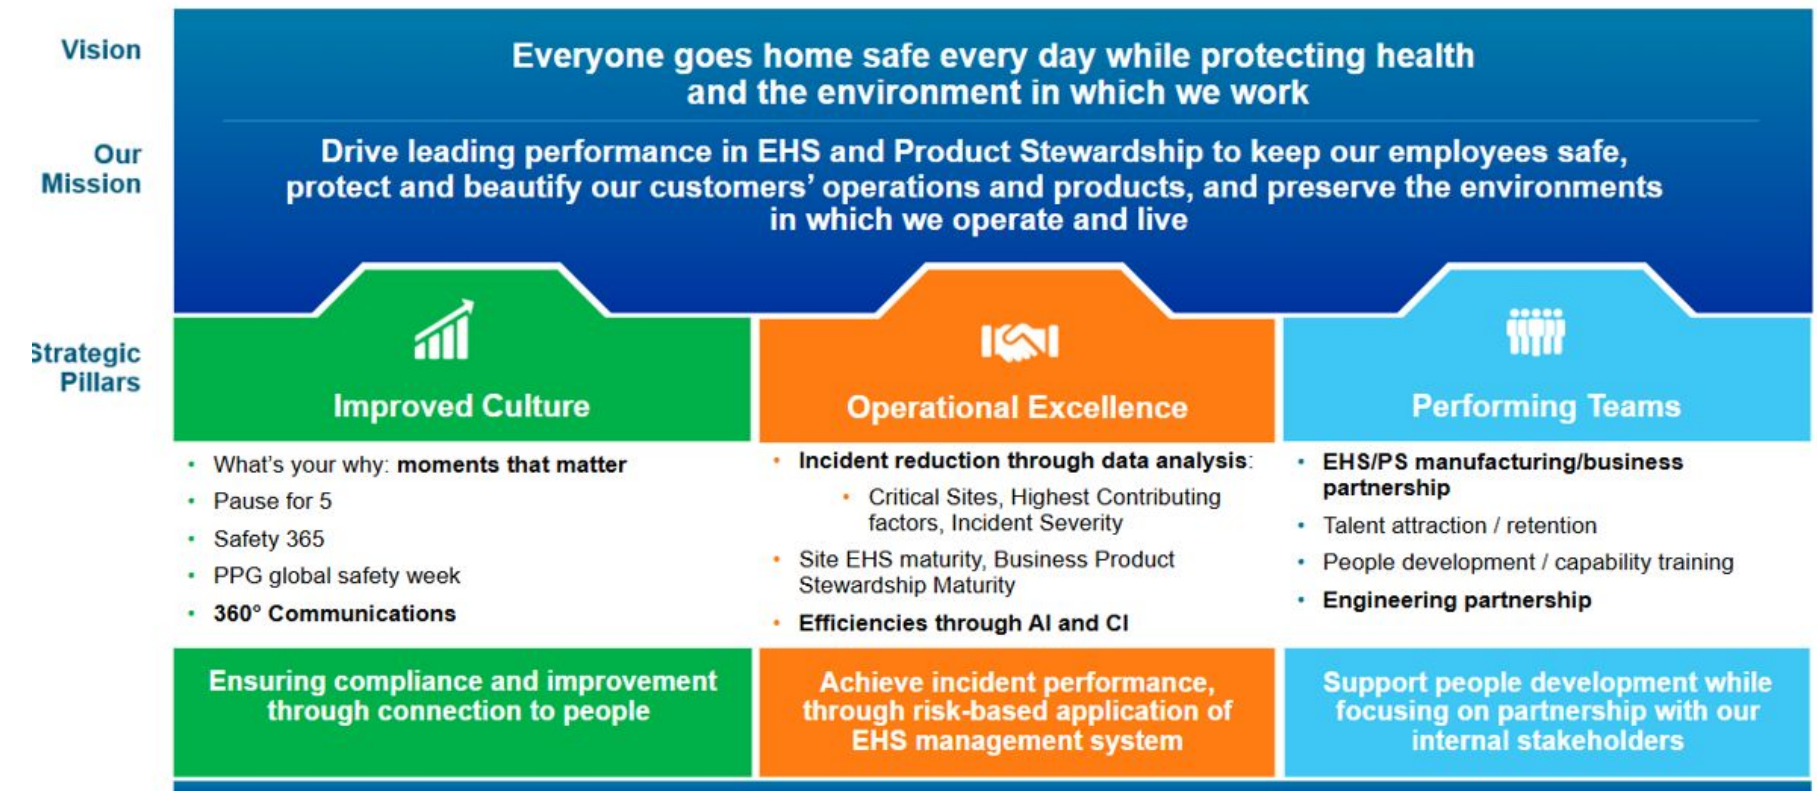 Vision
Everyone goes home safe every day while protecting health
and the environment in which we work
Our
Mission
Drive leading performance in EHS and Product Stewardship to keep our employees safe,
protect and beautify our customers’ operations and products, and preserve the environments
in which we operate and live
Strategic
Pillars
Improved Culture
• What’s your why: moments that matter
• Pause for 5
• Safety 365
• PPG global safety week
• 360° Communications
Ensuring compliance and improvement
through connection to people
Operational Excellence
• Incident reduction through data analysis:
• Critical Sites, Highest Contributing
factors, Incident Severity
• Site EHS maturity, Business Product
Stewardship Maturity
• Efficiencies through AI and CI
Achieve incident performance,
through risk-based application of
EHS management system
Performing Teams
• EHS/PS manufacturing/business
partnership
• Talent attraction / retention
• People development / capability training
• Engineering partnership
Support people development while
focusing on partnership with our
internal stakeholders